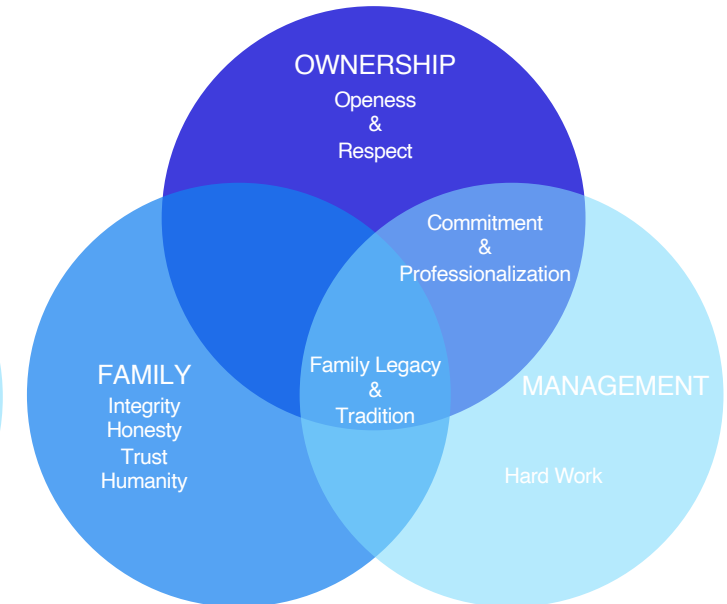 OWNERSHIP
Openess
&
Respect
Commitment
&
Professionalization
Family Legacy
&
Tradition
FAMILY
Integrity
Honesty
Trust
Humanity
MANAGEMENT
Hard Work